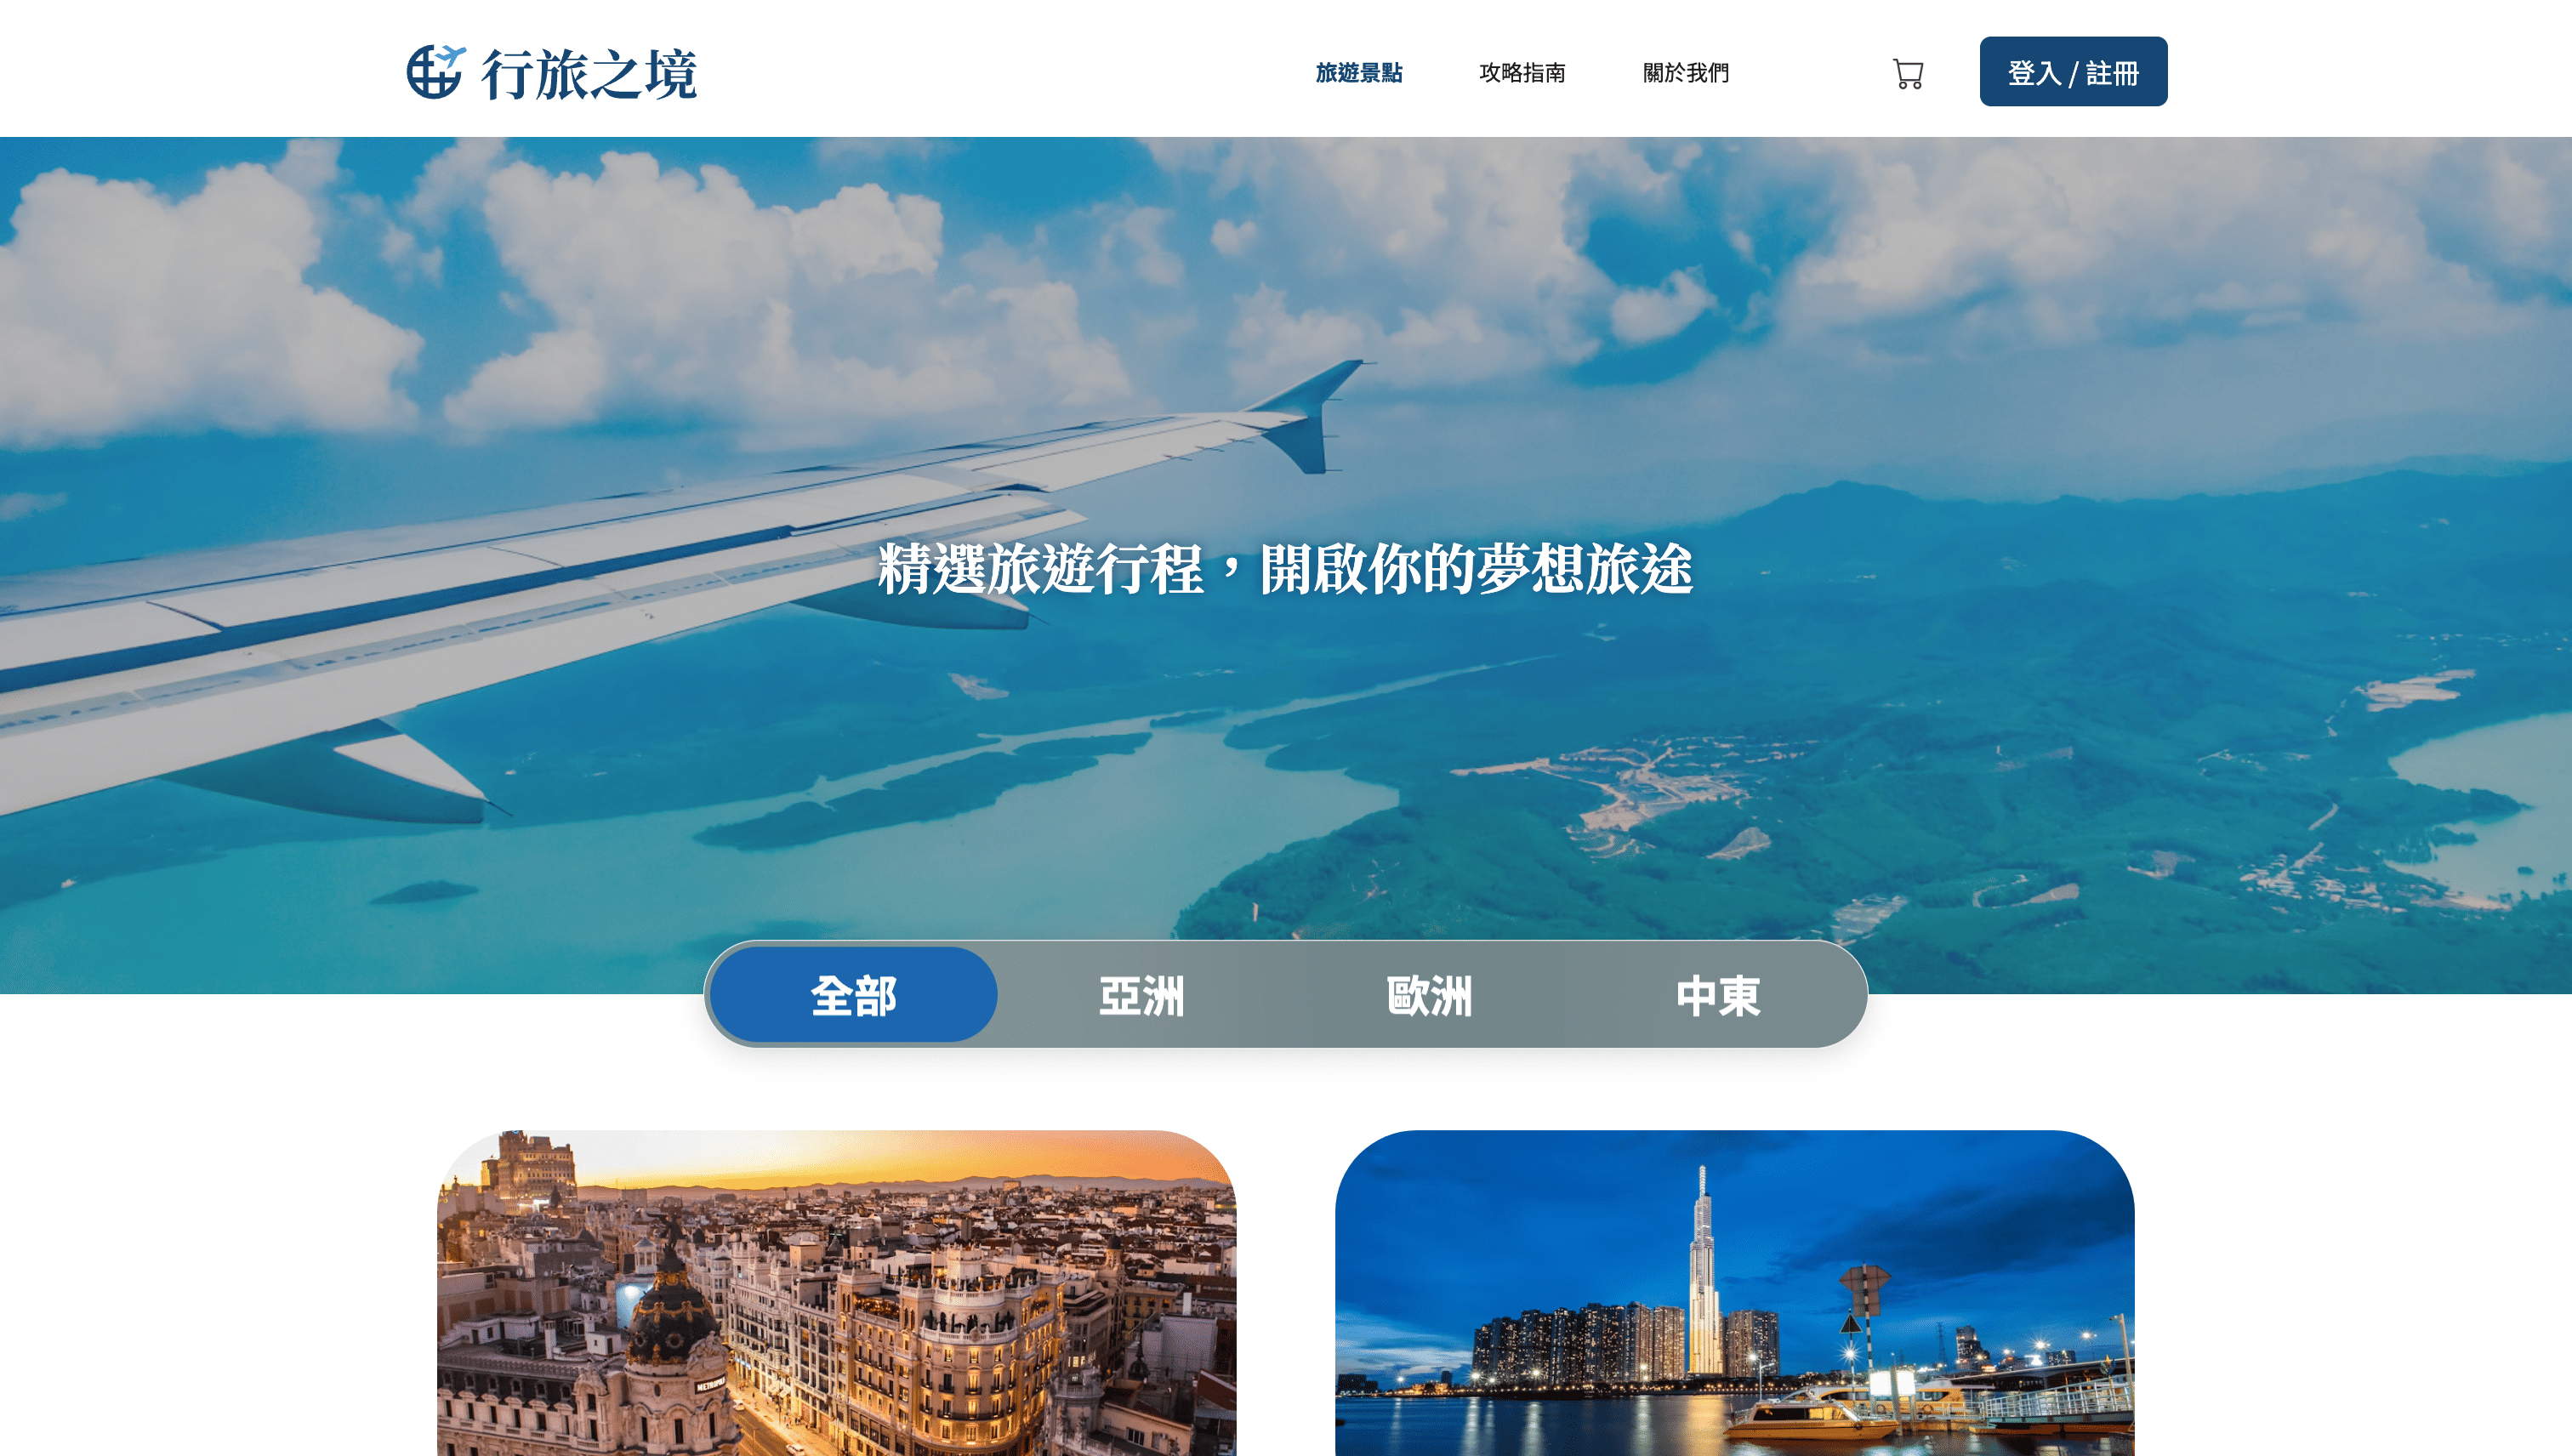 行旅之境
旅遊景點
攻略指南
關於我們
登入 / 註冊
精選旅遊行程，開啟你的夢想旅途
全部
亞洲
歐洲
中東
METROPOLIS